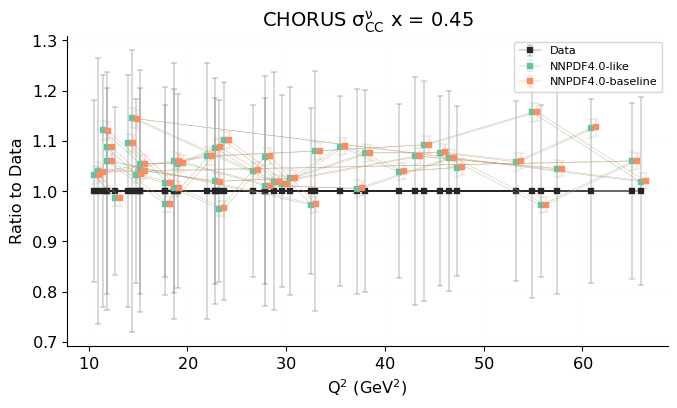 CHORUS σ^ν_CC x = 0.45
Ratio to Data
1.3
1.2
1.1
1.0
0.9
0.8
0.7
Data
NNPDF4.0-like
NNPDF4.0-baseline
10 20 30 40 50 60
Q² (GeV²)